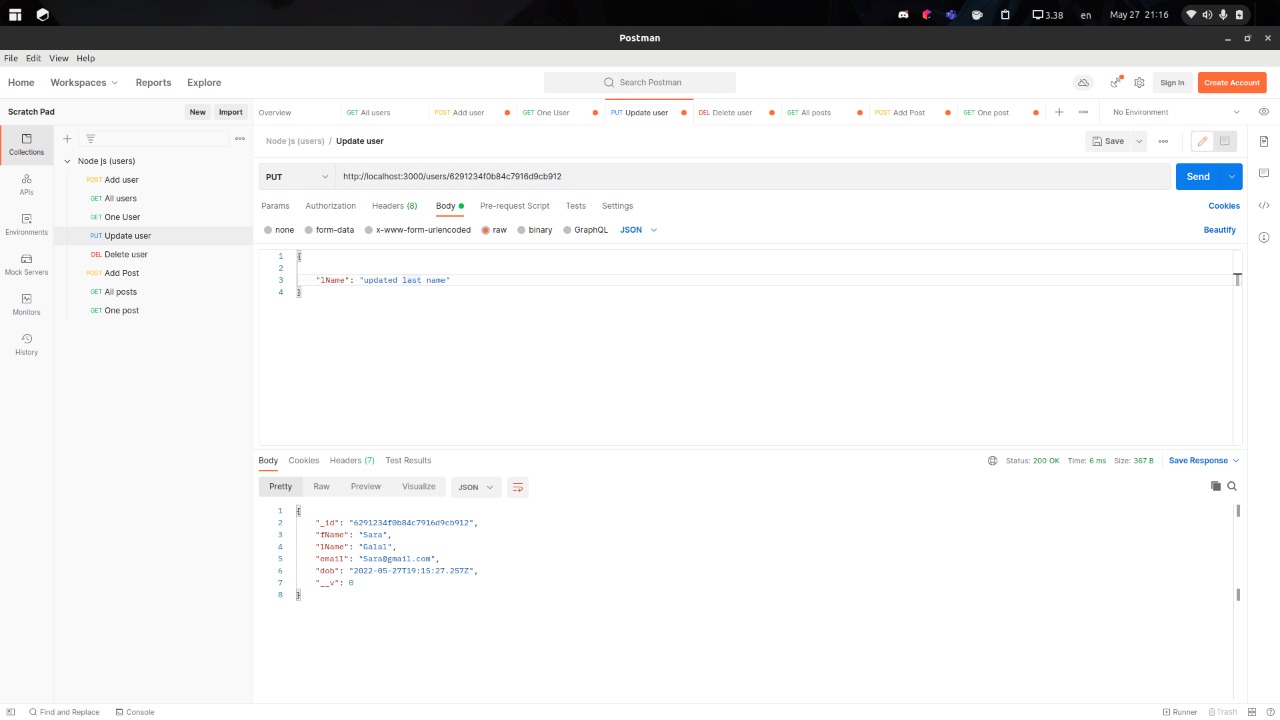 3.38 en May 27 21:16
Postman
File Edit View Help
Home Workspaces Reports Explore Search Postman Sign In Create Account
Scratch Pad New Import
Overview GET All users POST Add user GET One User PUT Update user DEL Delete user GET All posts POST Add Post GET One post No Environment
Collections
APIs
Environments
Mock Servers
Monitors
History
Node js (users)
POST Add user
GET All users
GET One User
PUT Update user
DEL Delete user
POST Add Post
GET All posts
GET One post
Node js (users) / Update user Save
PUT http://localhost:3000/users/6291234f0b84c7916d9cb912 Send
Params Authorization Headers (8) Body Pre-request Script Tests Settings Cookies
none form-data x-www-form-urlencoded raw binary GraphQL JSON Beautify
1 {
2
3 "lName": "updated last name"
4 }
Body Cookies Headers (7) Test Results Status: 200 OK Time: 6 ms Size: 367 B Save Response
Pretty Raw Preview Visualize JSON
1 {
2 "_id": "6291234f0b84c7916d9cb912",
3 "fName": "Sara",
4 "lName": "Galal",
5 "email": "Sara@gmail.com",
6 "dob": "2022-05-27T19:15:27.257Z",
7 "__v": 0
8 }
Find and Replace Console Runner Trash